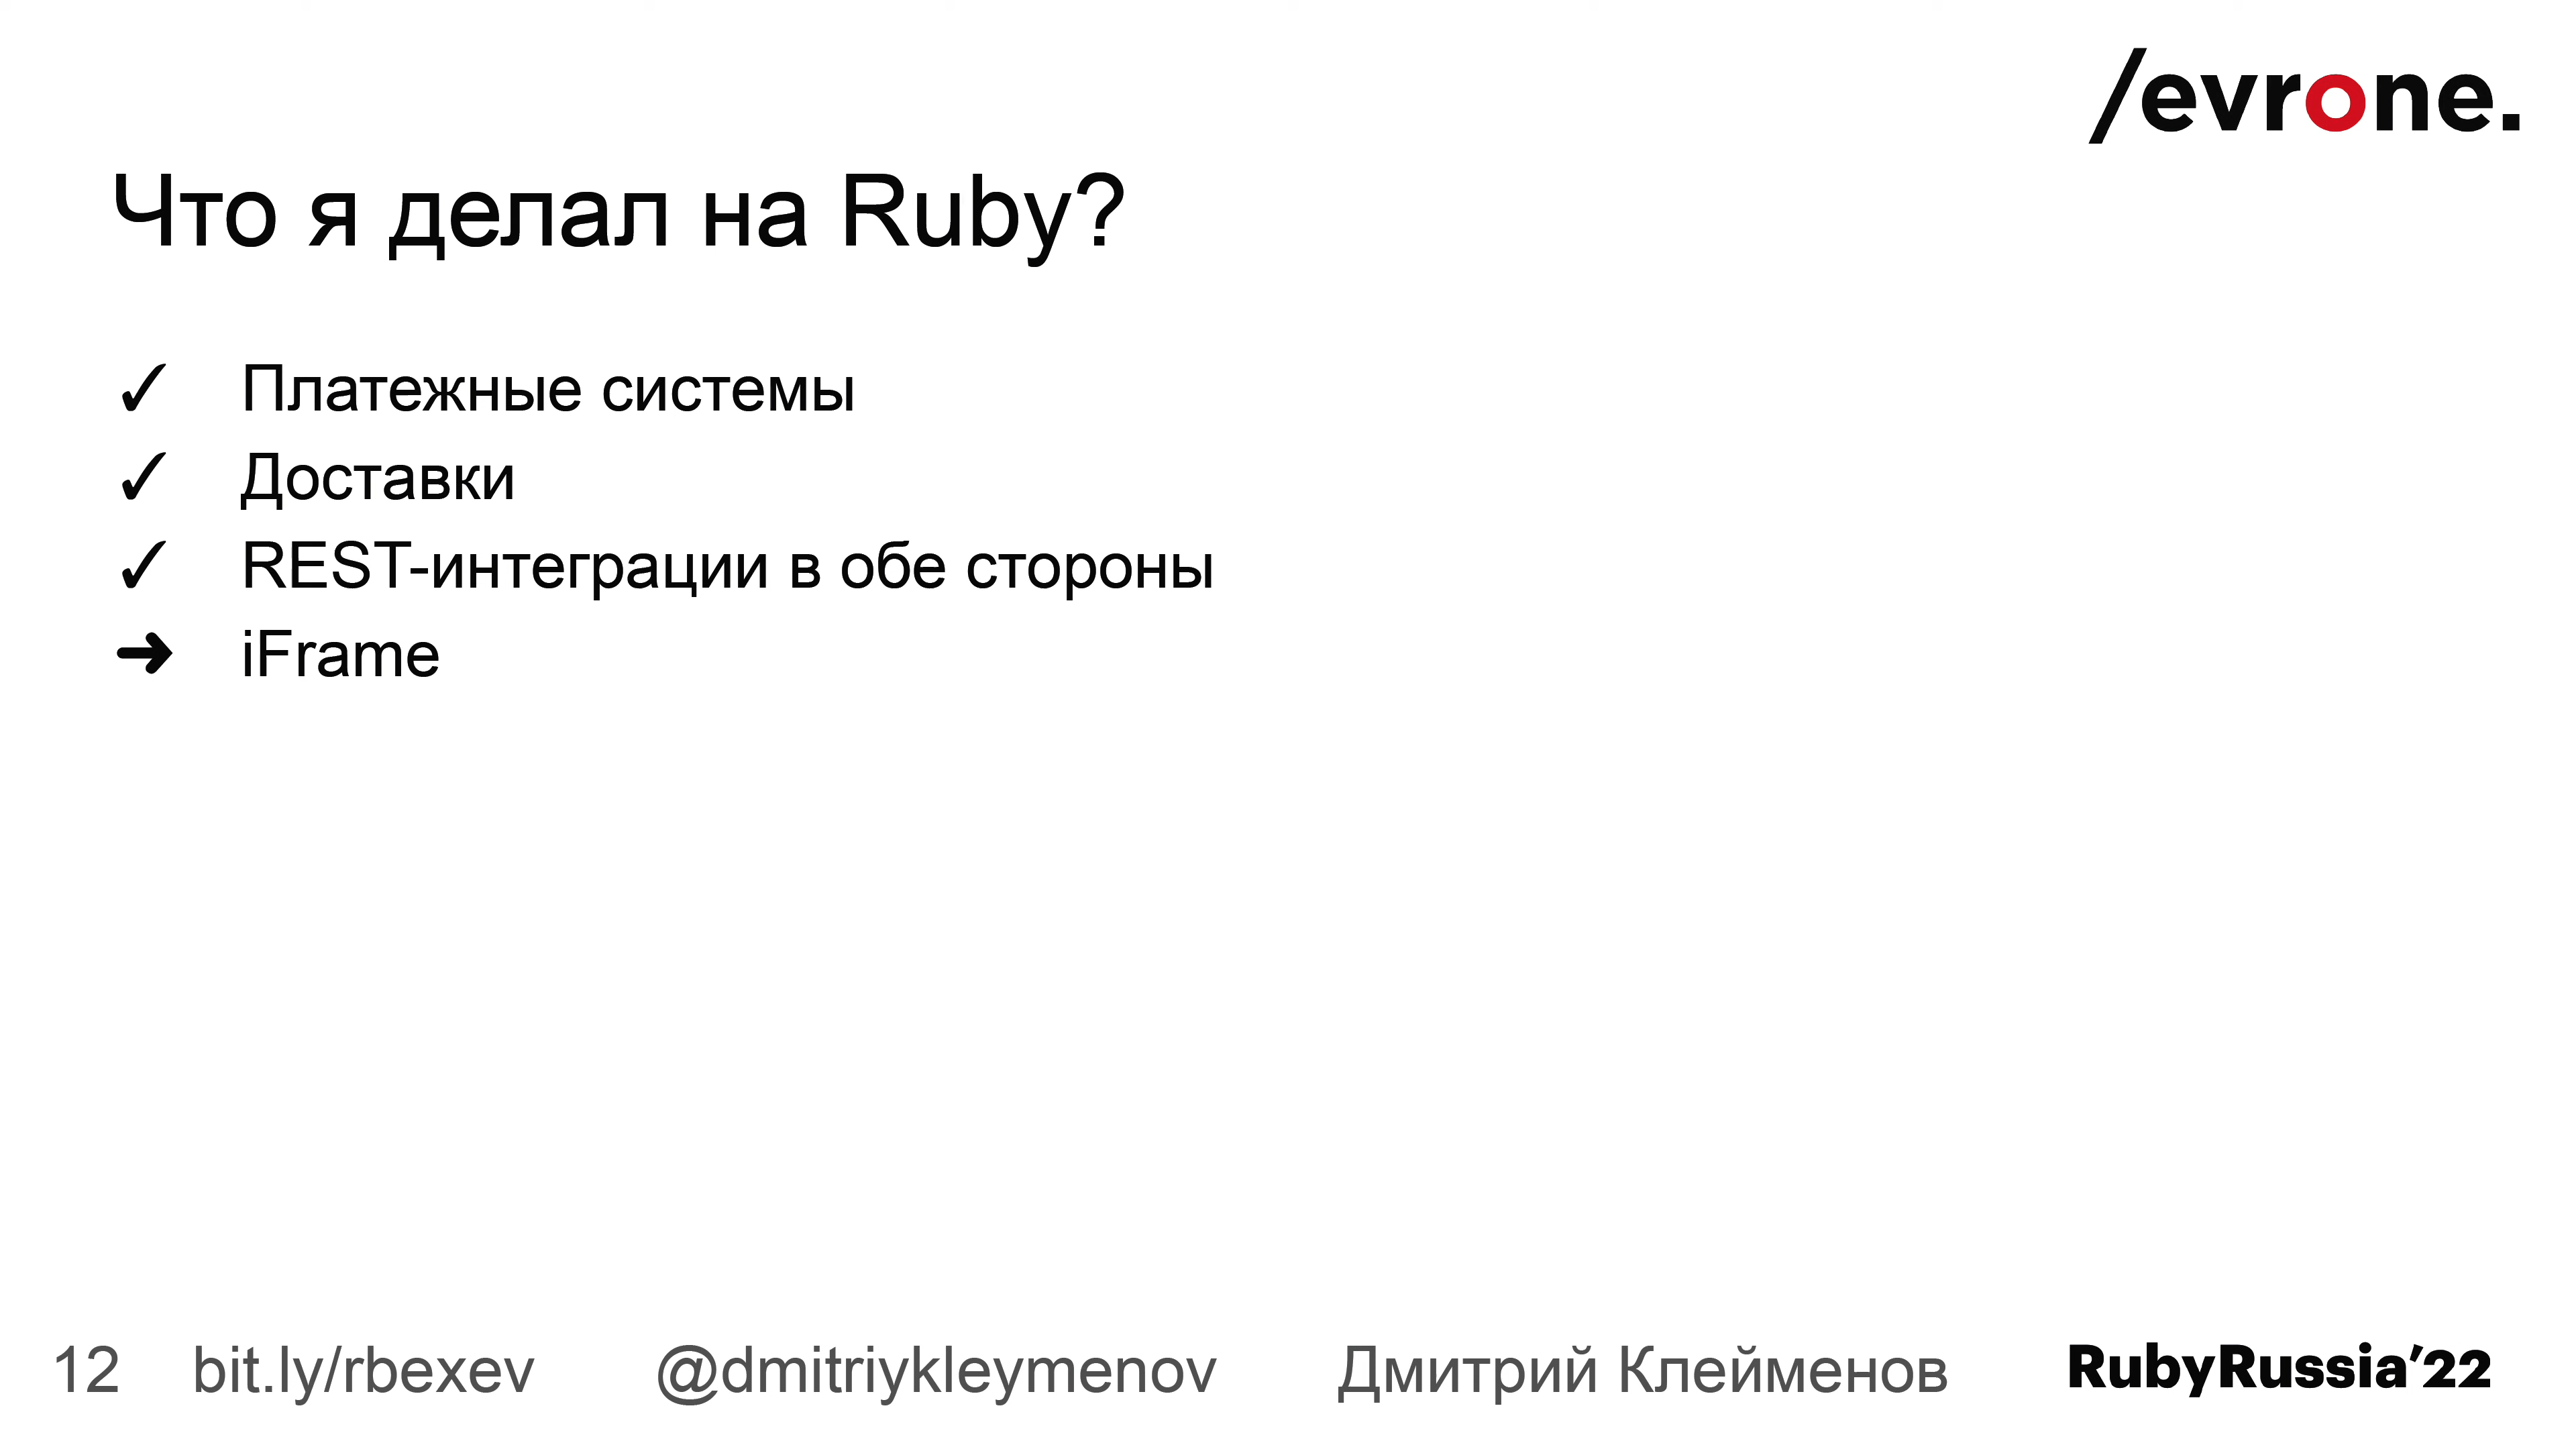 /evrone.
Что я делал на Ruby?
✓ Платежные системы
✓ Доставки
✓ REST-интеграции в обе стороны
➜ iFrame
12 bit.ly/rbexev @dmitriykleymenov Дмитрий Клейменов RubyRussia’22